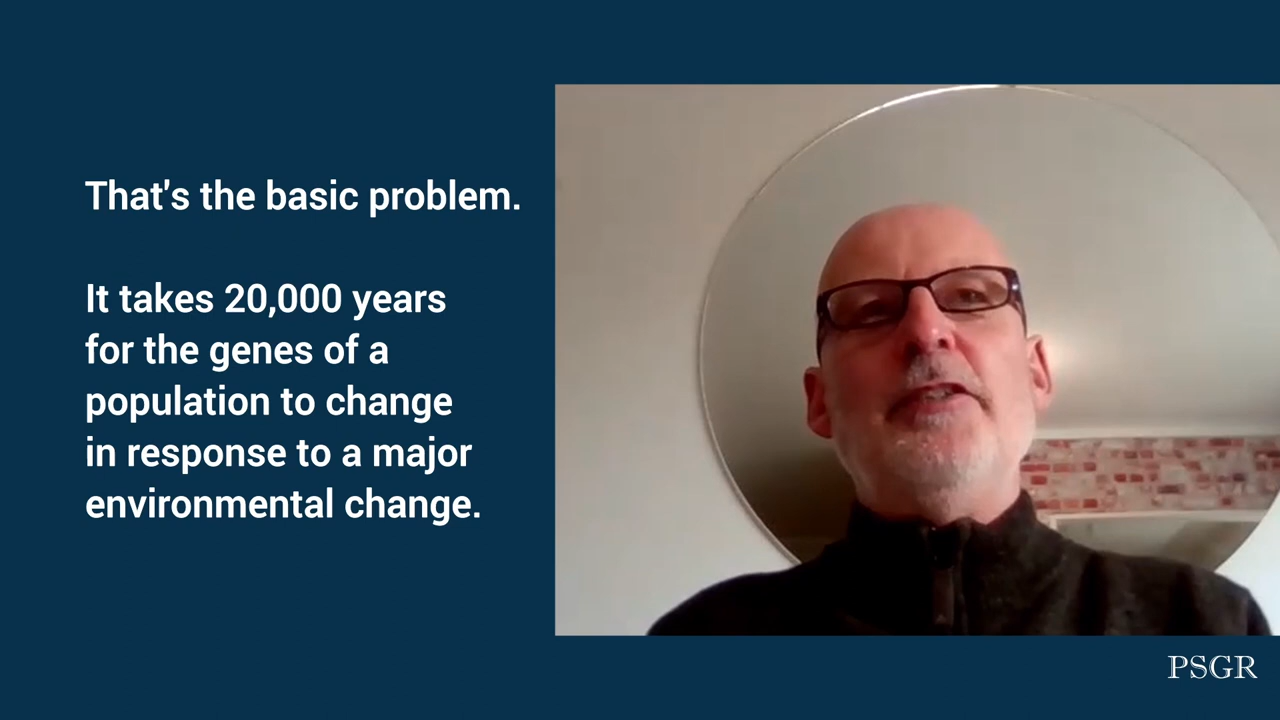 That's the basic problem.
It takes 20,000 years
for the genes of a
population to change
in response to a major
environmental change.
PSGR